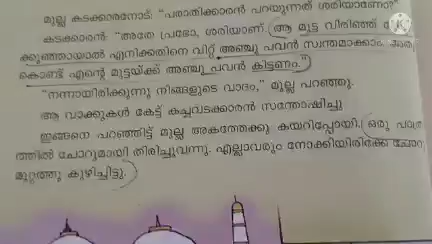 മുല്ല കടക്കാരനോട്: "പരാതിക്കാരൻ പറയുന്നത് ശരിയാണോ?"
കടക്കാരൻ: "അതേ പ്രഭോ, ശരിയാണ്. (ആ മുട്ട വിരിഞ്ഞ്
ക്കുഞ്ഞായാൽ എനിക്കതിനെ വിറ്റ് അഞ്ചു പവൻ സ്വന്തമാക്കാം. അതു
കൊണ്ട് എന്റെ മുട്ടയ്ക്ക് അഞ്ചു പവൻ കിട്ടണം.")
"നന്നായിരിക്കുന്നു നിങ്ങളുടെ വാദം," മുല്ല പറഞ്ഞു.
ആ വാക്കുകൾ കേട്ട് കച്ചവടക്കാരൻ സന്തോഷിച്ചു
ഇങ്ങനെ പറഞ്ഞിട്ട് മുല്ല അകത്തേക്കു കയറിപ്പോയി. (ഒരു പാത്ര
ത്തിൽ ചോറുമായി തിരിച്ചുവന്നു. എല്ലാവരും നോക്കിയിരിക്കെ ചോറു
മുറ്റത്തു കുഴിച്ചിട്ടു.)